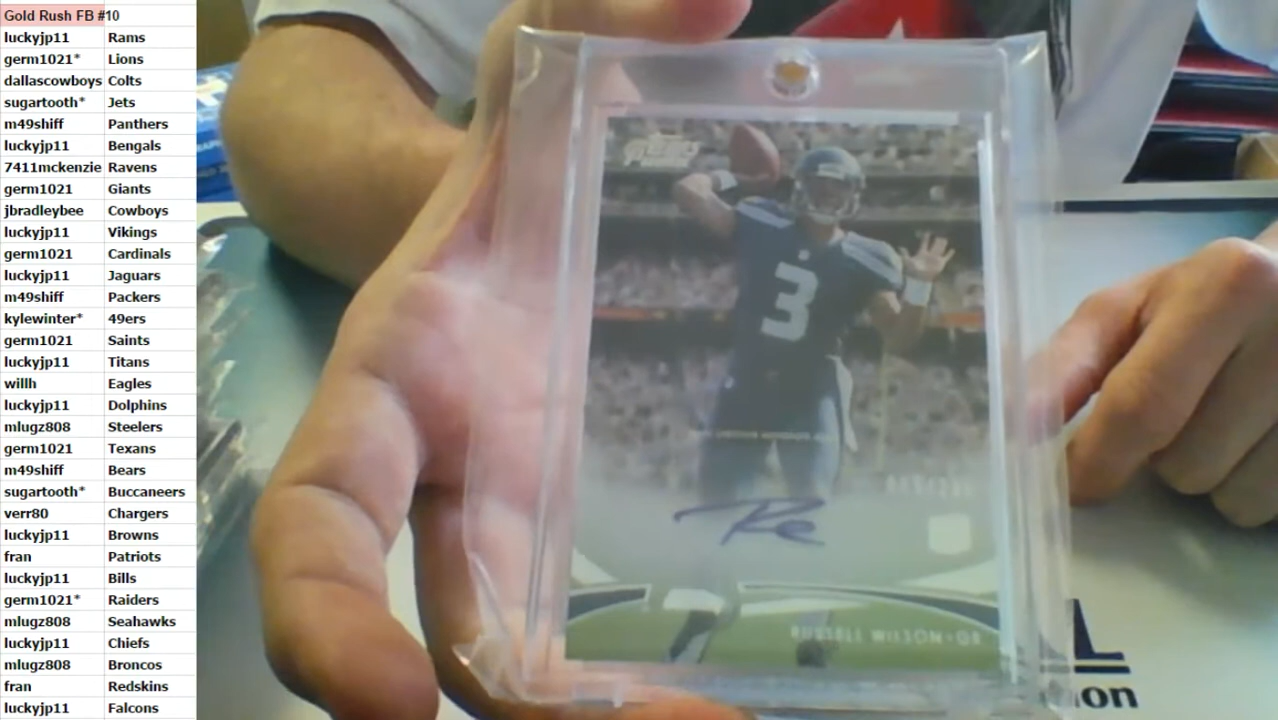 Gold Rush FB #10
luckyjp11 Rams
germ1021* Lions
dallascowboys Colts
sugartooth* Jets
m49shiff Panthers
luckyjp11 Bengals
7411mckenzie Ravens
germ1021 Giants
jbradleybee Cowboys
luckyjp11 Vikings
germ1021 Cardinals
luckyjp11 Jaguars
m49shiff Packers
kylewinter* 49ers
germ1021 Saints
luckyjp11 Titans
willh Eagles
luckyjp11 Dolphins
mlugz808 Steelers
germ1021 Texans
m49shiff Bears
sugartooth* Buccaneers
verr80 Chargers
luckyjp11 Browns
fran Patriots
luckyjp11 Bills
germ1021* Raiders
mlugz808 Seahawks
luckyjp11 Chiefs
mlugz808 Broncos
fran Redskins
luckyjp11 Falcons
3
RUSSELL WILSON • QB